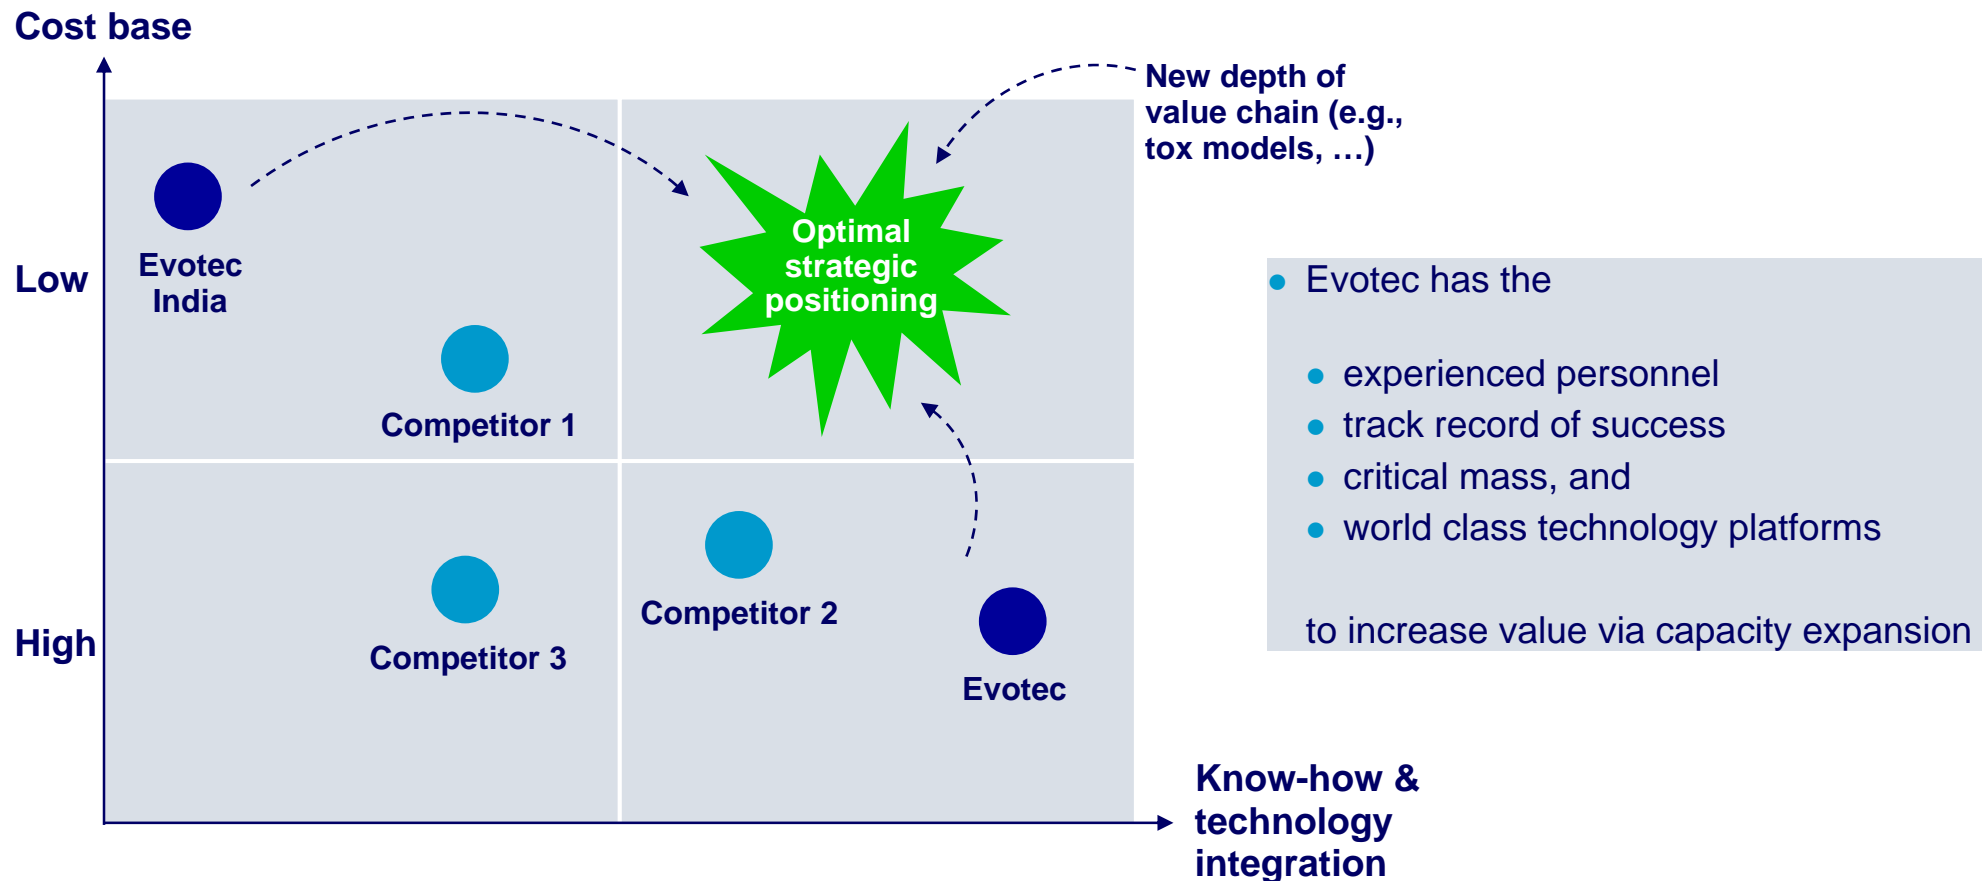 Cost base
New depth of
value chain (e.g.,
tox models, …)
Optimal
strategic
positioning
Evotec
India
Low
Competitor 1
Competitor 2
Competitor 3
High
Evotec
Know-how &
technology
integration
● Evotec has the
● experienced personnel
● track record of success
● critical mass, and
● world class technology platforms
to increase value via capacity expansion